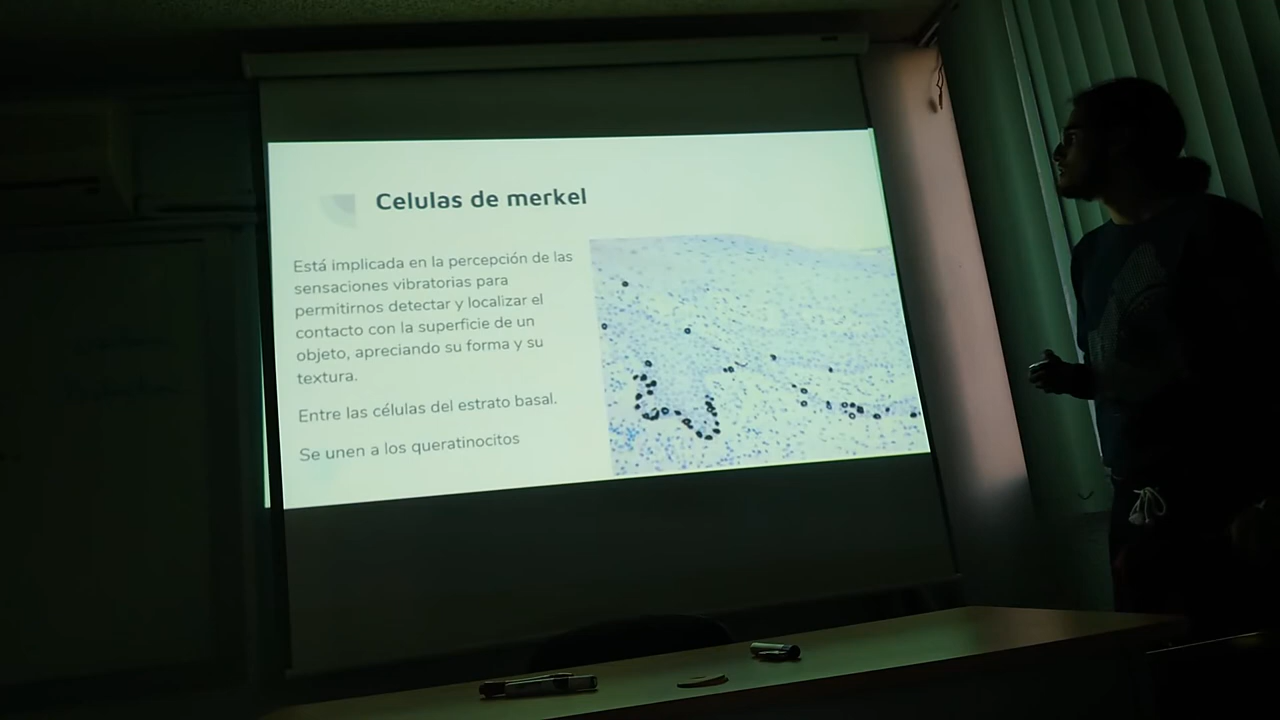 Celulas de merkel
Está implicada en la percepción de las
sensaciones vibratorias para
permitirnos detectar y localizar el
contacto con la superficie de un
objeto, apreciando su forma y su
textura.
Entre las células del estrato basal.
Se unen a los queratinocitos